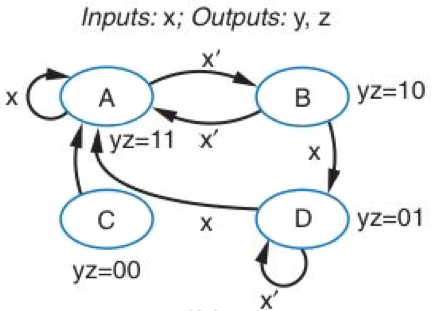 Inputs: x; Outputs: y, z
x'
x
A
B
yz=10
yz=11
x'
x
C
x
D
yz=01
yz=00
x'